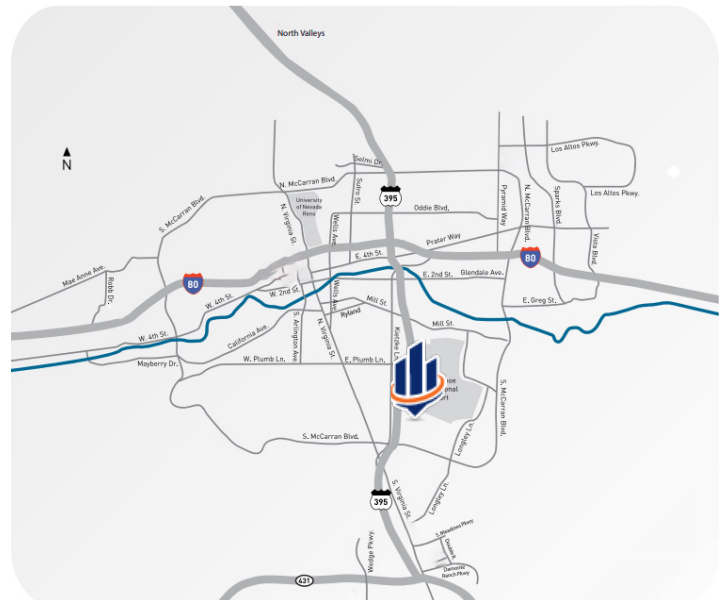 North Valleys
N
Los Altos Pkwy.
Selmi Dr.
N. McCarran Blvd.
Sutro St.
395
University
of Nevada
Reno
N. Virginia St.
S. McCarran Blvd.
Oddie Blvd.
Wells Ave.
Pyramid Way
N. McCarran Blvd.
Sparks Blvd.
Los Altos Pkwy.
Vista Blvd
Prater Way
E. 4th St.
80
Mae Anne Ave.
Robb Dr.
80
E. 2nd St.
Glendale Ave.
W. 4th St.
W. 2nd St.
Wells Ave.
Mill St.
E. Greg St.
Ryland
W. 4th St.
California Ave.
S. Arlington Ave.
N. Virginia St.
Kietzke Ln.
Mill St.
Mayberry Dr.
W. Plumb Ln.
E. Plumb Ln.
S. McCarran Blvd.
Longley Ln.
S. McCarran Blvd.
Longley Ln.
395
S. Virginia St.
S. Meadows Pkwy
Double R
Wedge Pkwy.
Damonte
Ranch Pkwy
431